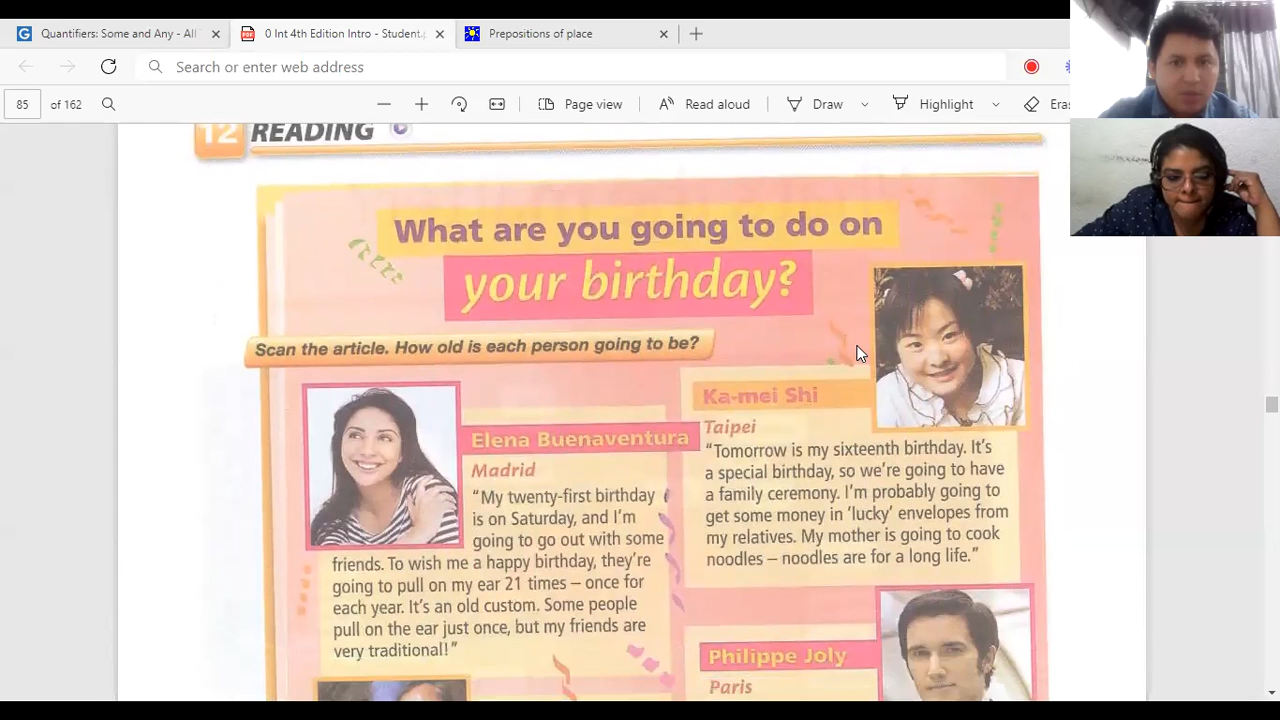 Quantifiers: Some and Any - All
0 Int 4th Edition Intro - Student.p
Prepositions of place
Search or enter web address
85 of 162
Page view
Read aloud
Draw
Highlight
Eras
12 READING
What are you going to do on
your birthday?
Scan the article. How old is each person going to be?
Elena Buenaventura
Madrid
"My twenty-first birthday
is on Saturday, and I'm
going to go out with some
friends. To wish me a happy birthday, they're
going to pull on my ear 21 times – once for
each year. It's an old custom. Some people
pull on the ear just once, but my friends are
very traditional!"
Ka-mei Shi
Taipei
"Tomorrow is my sixteenth birthday. It's
a special birthday, so we're going to have
a family ceremony. I'm probably going to
get some money in 'lucky' envelopes from
my relatives. My mother is going to cook
noodles – noodles are for a long life."
Philippe Joly
Paris